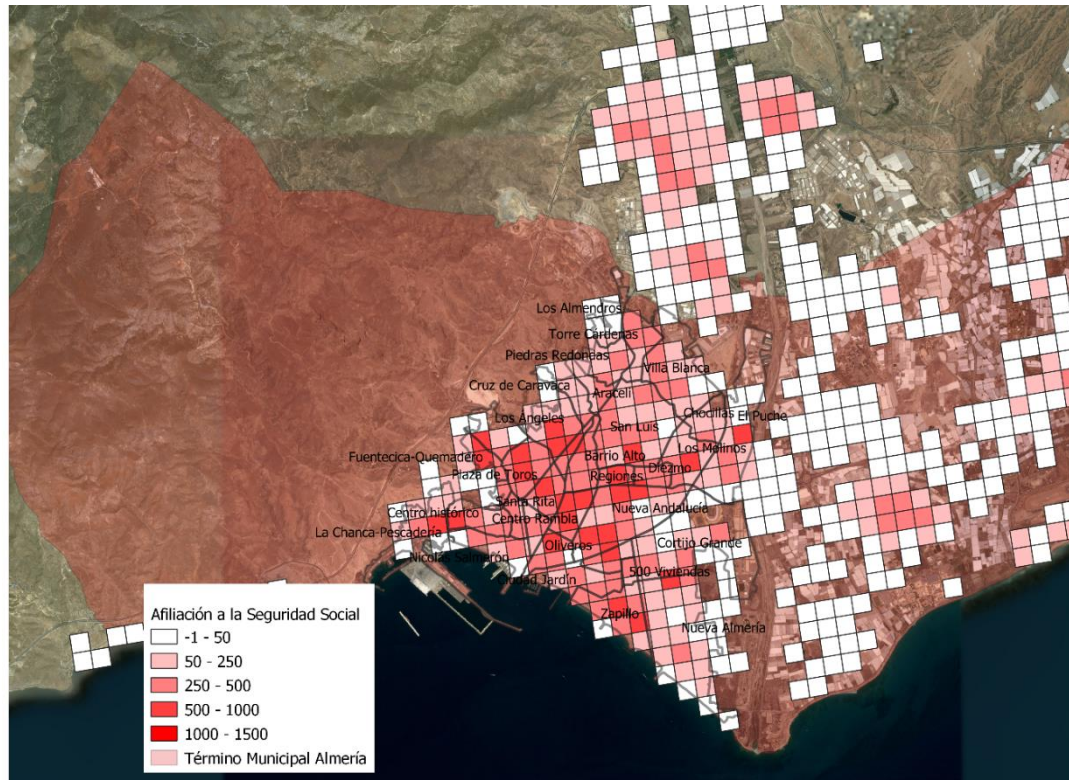 Los Almendros
Torre Cárdenas
Piedras Redondas
Villa Blanca
Cruz de Caravaca
Araceli
Los Ángeles
Chocillas
El Puche
San Luis
Los Molinos
Fuentecica-Quemadero
Barrio Alto
Plaza de Toros
Diezmo
Regiones
Santa Rita
Nueva Andalucía
Centro histórico
Centro Rambla
La Chanca-Pescadería
Oliveros
Cortijo Grande
Nicolás Salmerón
Ciudad Jardín
500 Viviendas
Zapillo
Nueva Almería
Afiliación a la Seguridad Social
-1 - 50
50 - 250
250 - 500
500 - 1000
1000 - 1500
Término Municipal Almería